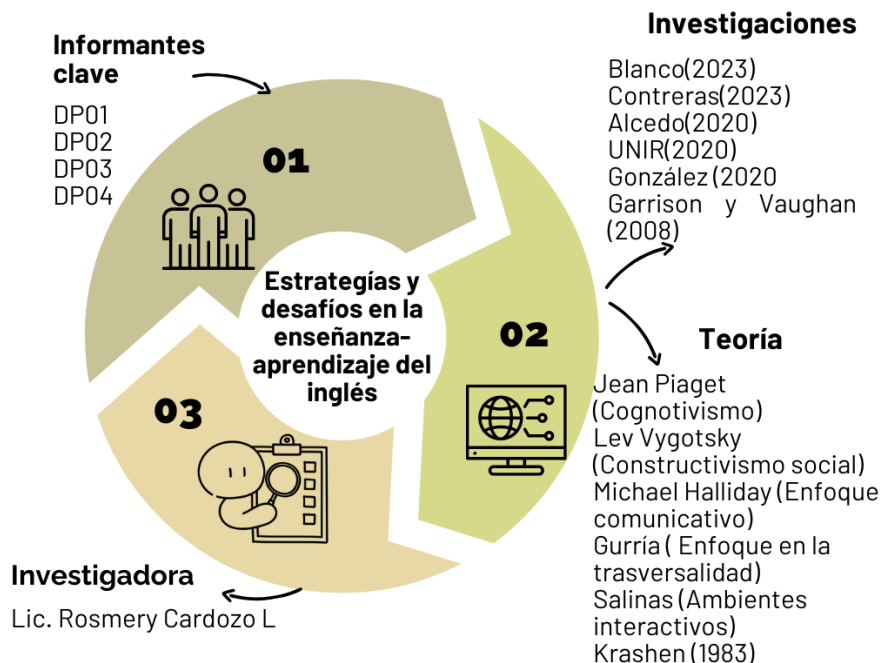 Informantes
clave
DP01
DP02
DP03
DP04
01
Investigaciones
Blanco(2023)
Contreras(2023)
Alcedo(2020)
UNIR(2020)
González (2020
Garrison y Vaughan
(2008)
Estrategías y
desafíos en la
enseñanza-
aprendizaje del
inglés
02
Teoría
Jean Piaget
(Cognotivismo)
Lev Vygotsky
(Constructivismo social)
Michael Halliday (Enfoque
comunicativo)
Gurría ( Enfoque en la
trasversalidad)
Salinas (Ambientes
interactivos)
Krashen (1983)
03
Investigadora
Lic. Rosmery Cardozo L